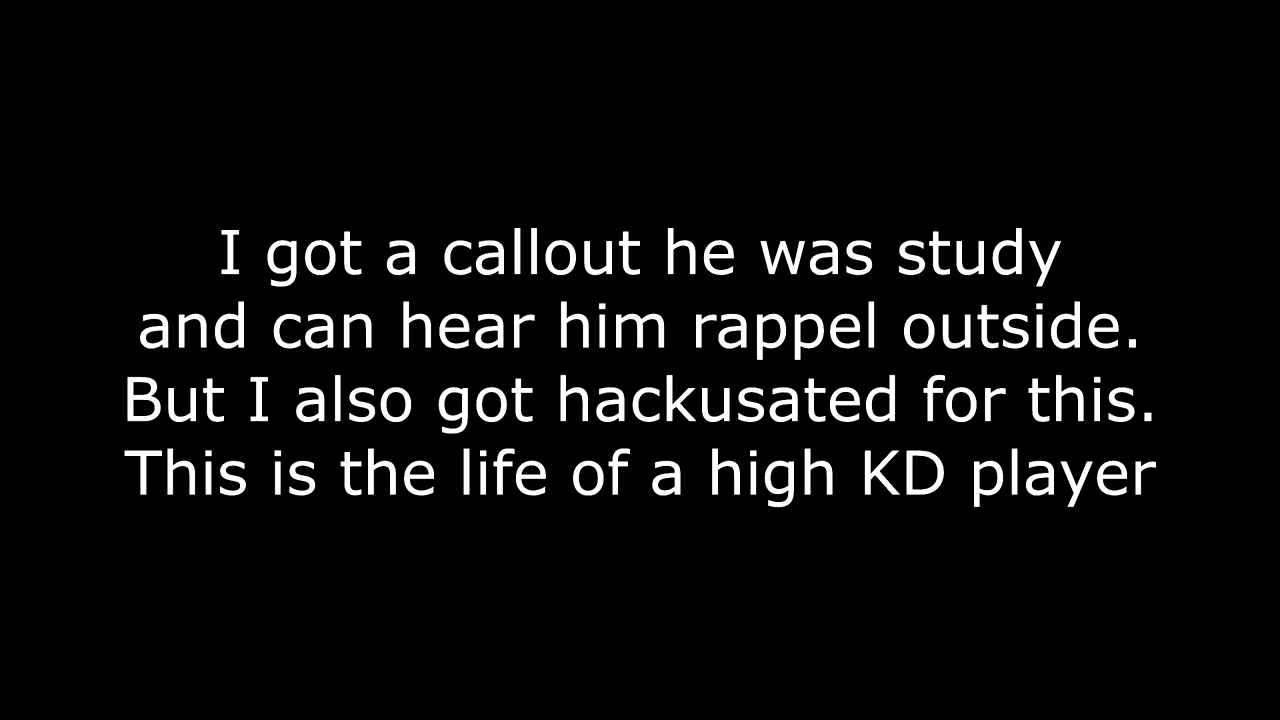 I got a callout he was study
and can hear him rappel outside.
But I also got hackusated for this.
This is the life of a high KD player